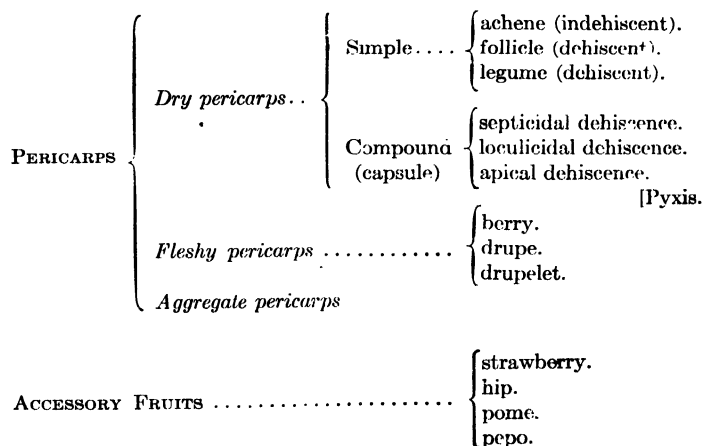 achene (indehiscent).
Simple.... follicle (dehiscent).
legume (dehiscent).
Dry pericarps..
septicidal dehiscence.
PERICARPS Compound loculicidal dehiscence.
(capsule) apical dehiscence.
[Pyxis.
berry.
Fleshy pericarps ............ drupe.
drupelet.
Aggregate pericarps
strawberry.
hip.
ACCESSORY FRUITS ...................... pome.
pepo.